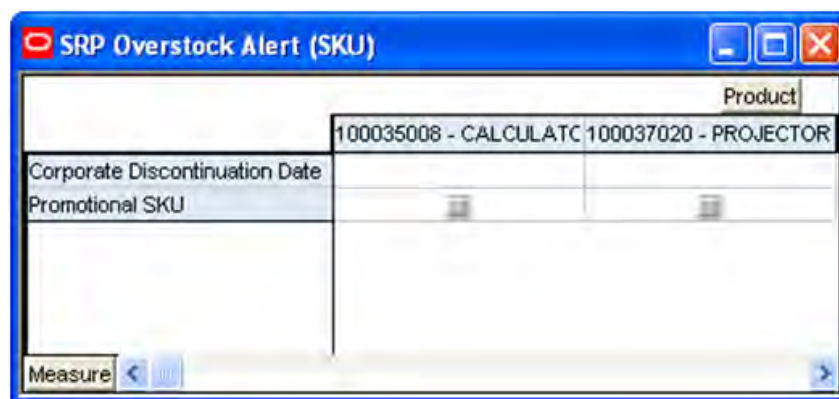 SRP Overstock Alert (SKU)
Product
100035008 - CALCULATC 100037020 - PROJECTOR
Corporate Discontinuation Date
Promotional SKU
Measure